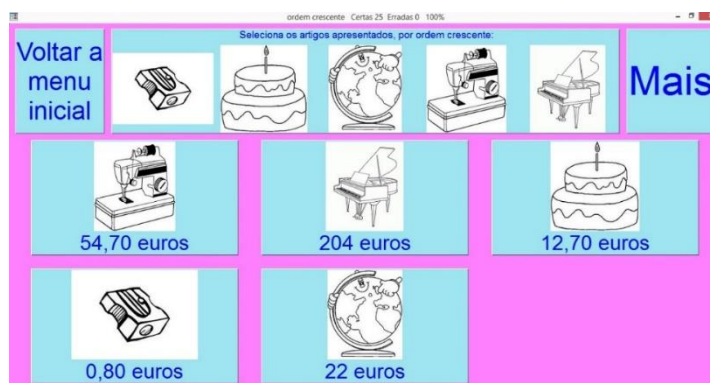 ordem crescente Certas 25 Erradas 0 100%
Voltar a
menu
inicial
Seleciona os artigos apresentados, por ordem crescente:
Mais
54,70 euros
204 euros
12,70 euros
0,80 euros
22 euros